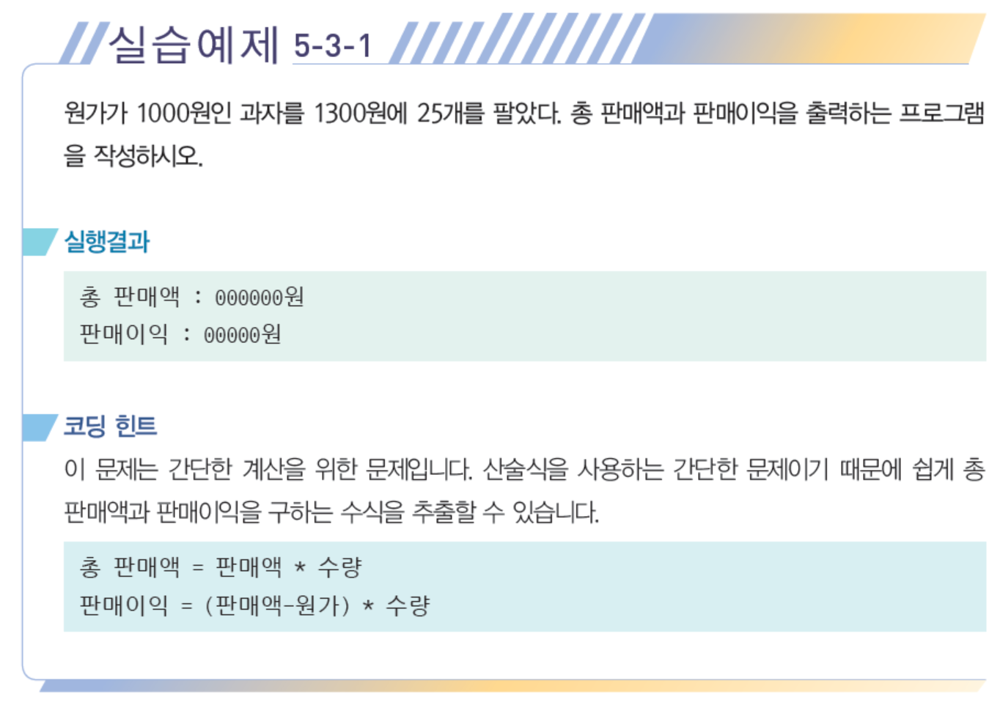 실습예제 5-3-1
원가가 1000원인 과자를 1300원에 25개를 팔았다. 총 판매액과 판매이익을 출력하는 프로그램
을 작성하시오.
실행결과
총 판매액 : 000000원
판매이익 : 00000원
코딩 힌트
이 문제는 간단한 계산을 위한 문제입니다. 산술식을 사용하는 간단한 문제이기 때문에 쉽게 총
판매액과 판매이익을 구하는 수식을 추출할 수 있습니다.
총 판매액 = 판매액 * 수량
판매이익 = (판매액-원가) * 수량